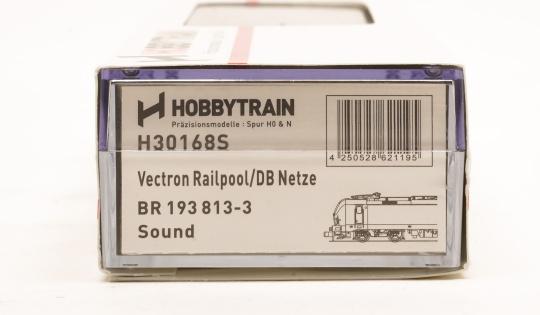 HOBBYTRAIN
Präzisionsmodelle : Spur H0 & N
H30168S
4 250528 621195
Vectron Railpool/DB Netze
BR 193 813-3
Sound